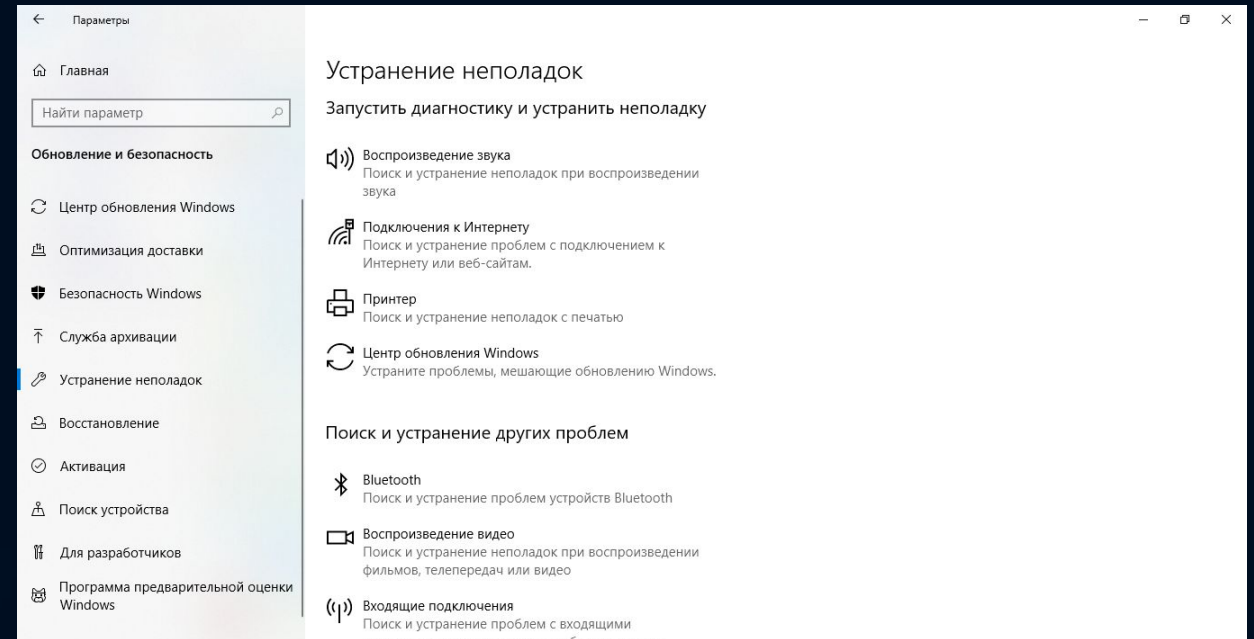 Параметры
Главная
Найти параметр
Обновление и безопасность
Центр обновления Windows
Оптимизация доставки
Безопасность Windows
Служба архивации
Устранение неполадок
Восстановление
Активация
Поиск устройства
Для разработчиков
Программа предварительной оценки
Windows
Устранение неполадок
Запустить диагностику и устранить неполадку
Воспроизведение звука
Поиск и устранение неполадок при воспроизведении
звука
Подключения к Интернету
Поиск и устранение проблем с подключением к
Интернету или веб-сайтам.
Принтер
Поиск и устранение неполадок с печатью
Центр обновления Windows
Устраните проблемы, мешающие обновлению Windows.
Поиск и устранение других проблем
Bluetooth
Поиск и устранение проблем устройств Bluetooth
Воспроизведение видео
Поиск и устранение неполадок при воспроизведении
фильмов, телепередач или видео
Входящие подключения
Поиск и устранение проблем с входящими